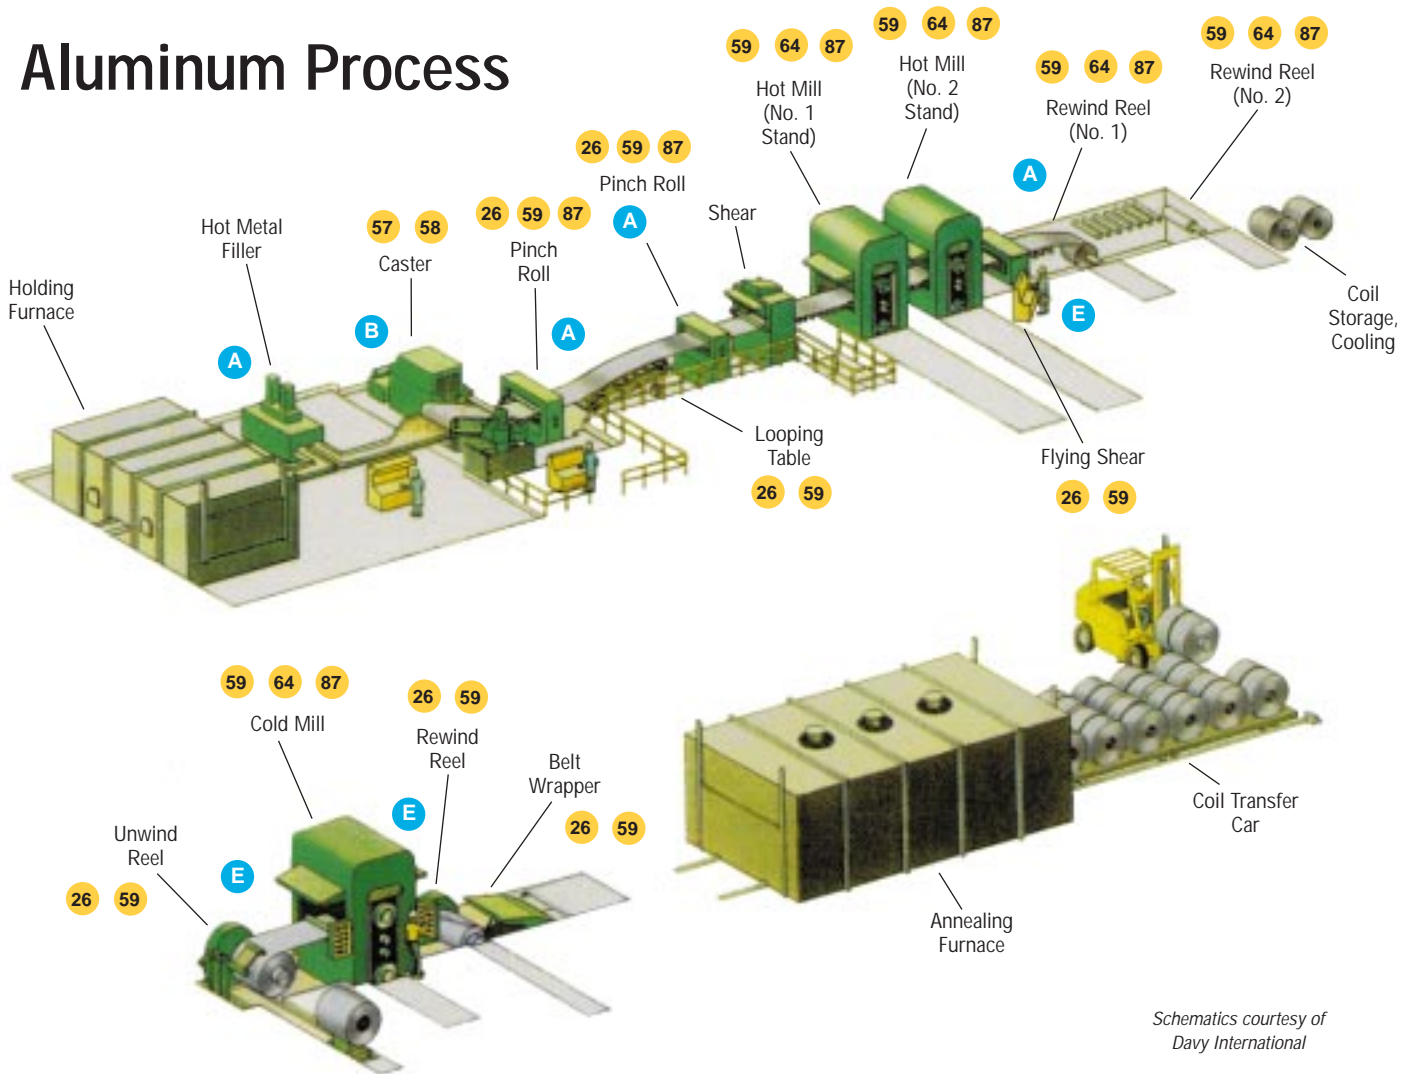 Aluminum Process
59 64 87
Hot Mill
(No. 1
Stand)
59 64 87
Hot Mill
(No. 2
Stand)
59 64 87
Rewind Reel
(No. 1)
59 64 87
Rewind Reel
(No. 2)
26 59 87
Pinch Roll
A
Shear
A
26 59 87
Pinch
Roll
A
57 58
Caster
B
Hot Metal
Filler
A
Holding
Furnace
E
Coil
Storage,
Cooling
Looping
Table
26 59
Flying Shear
26 59
59 64 87
Cold Mill
26 59
Rewind
Reel
E
Belt
Wrapper
26 59
Unwind
Reel
E
26 59
Coil Transfer
Car
Annealing
Furnace
Schematics courtesy of
Davy International